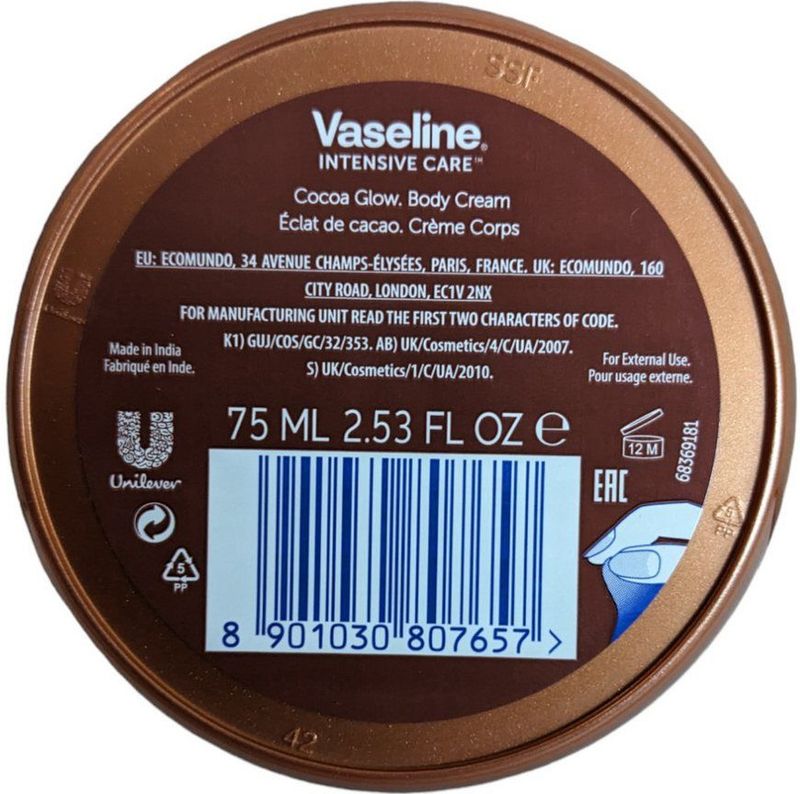 SSF
Vaseline®
INTENSIVE CARE™
Cocoa Glow. Body Cream
Éclat de cacao. Crème Corps
EU: ECOMUNDO, 34 AVENUE CHAMPS-ÉLYSÉES, PARIS, FRANCE. UK: ECOMUNDO, 160
CITY ROAD, LONDON, EC1V 2NX
FOR MANUFACTURING UNIT READ THE FIRST TWO CHARACTERS OF CODE.
K1) GUJ/COS/GC/32/353. AB) UK/Cosmetics/4/C/UA/2007.
S) UK/Cosmetics/1/C/UA/2010.
Made in India
Fabriqué en Inde.
For External Use.
Pour usage externe.
75 ML 2.53 FL OZ e
Unilever
12 M
68369181
EAC
5
PP
8 901030 807657 >
42